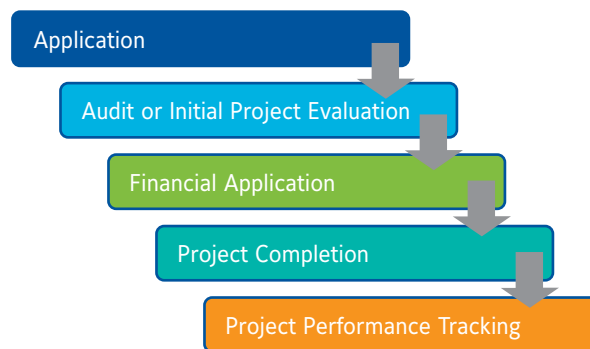 Application
Audit or Initial Project Evaluation
Financial Application
Project Completion
Project Performance Tracking